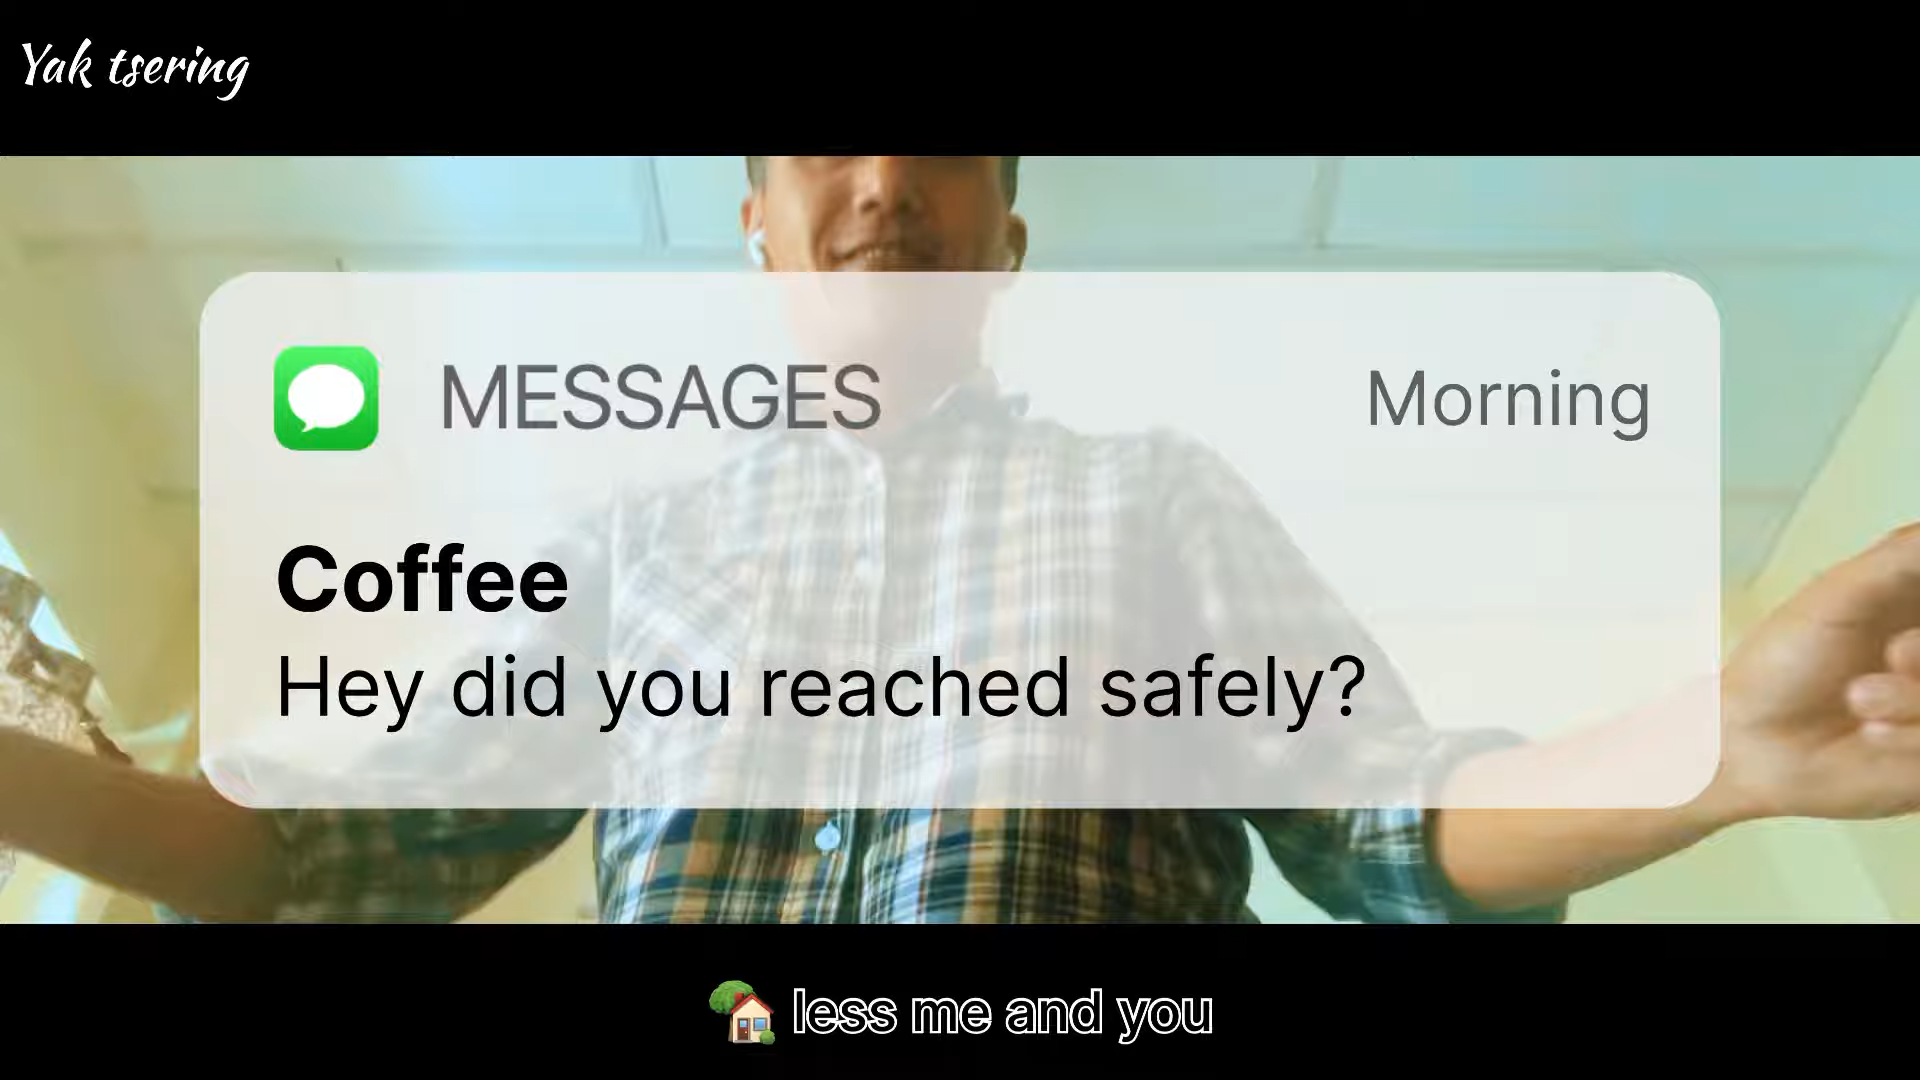 Yak tsering
MESSAGES
Morning
Coffee
Hey did you reached safely?
🏡 less me and you